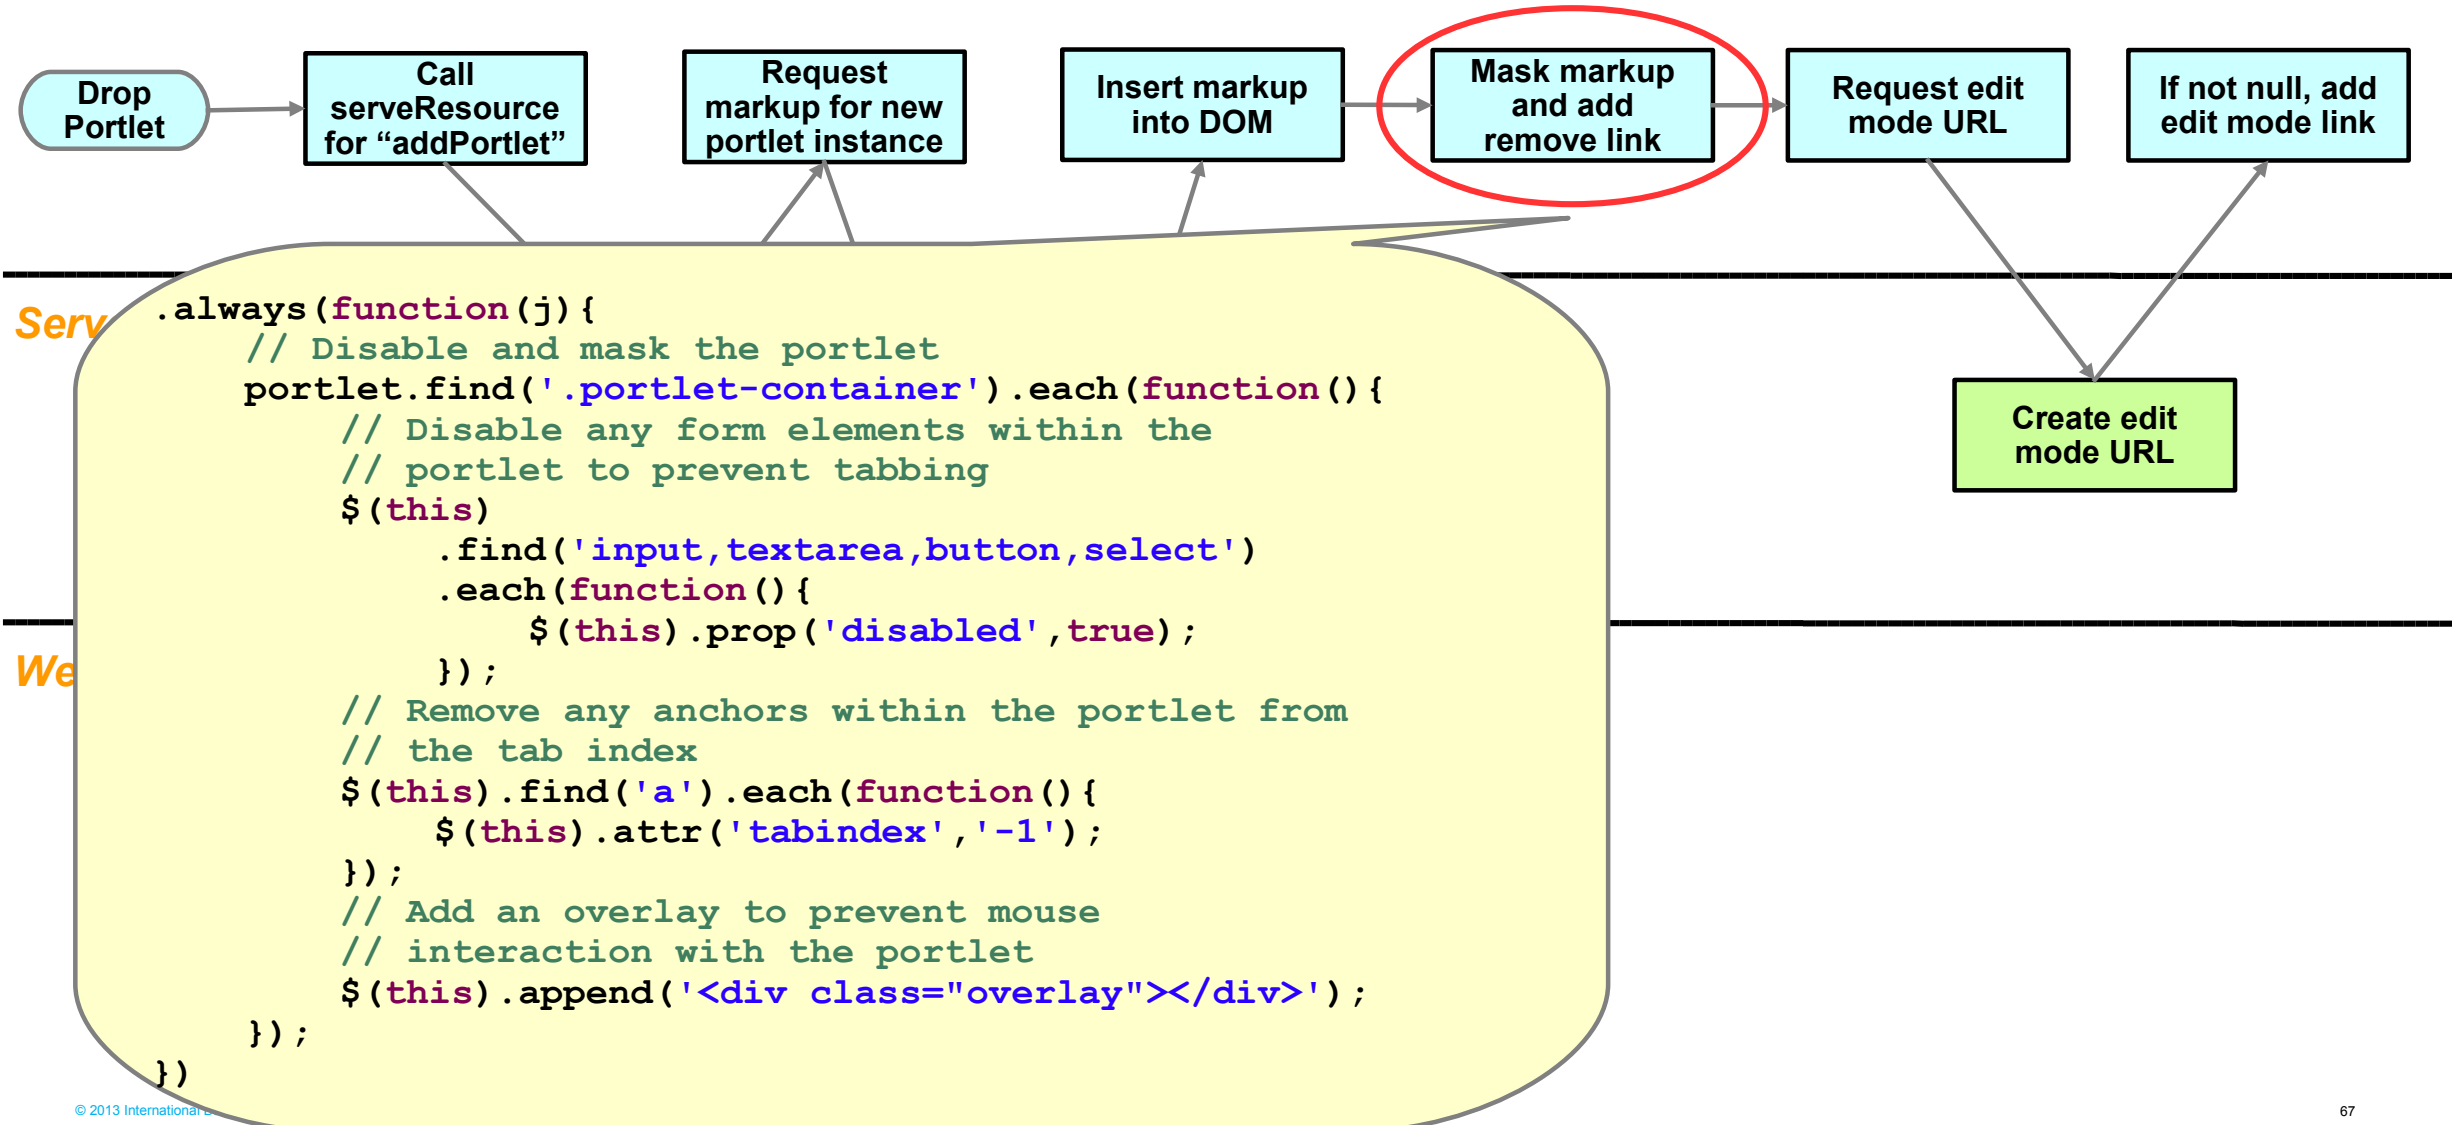 Drop
Portlet
Call
serveResource
for “addPortlet”
Request
markup for new
portlet instance
Insert markup
into DOM
Mask markup
and add
remove link
Request edit
mode URL
If not null, add
edit mode link
Create edit
mode URL
.always(function(j){
// Disable and mask the portlet
portlet.find('.portlet-container').each(function(){
// Disable any form elements within the
// portlet to prevent tabbing
$(this)
.find('input,textarea,button,select')
.each(function(){
$(this).prop('disabled',true);
});
// Remove any anchors within the portlet from
// the tab index
$(this).find('a').each(function(){
$(this).attr('tabindex','-1');
});
// Add an overlay to prevent mouse
// interaction with the portlet
$(this).append('<div class="overlay"></div>');
});
})
© 2013 International
67